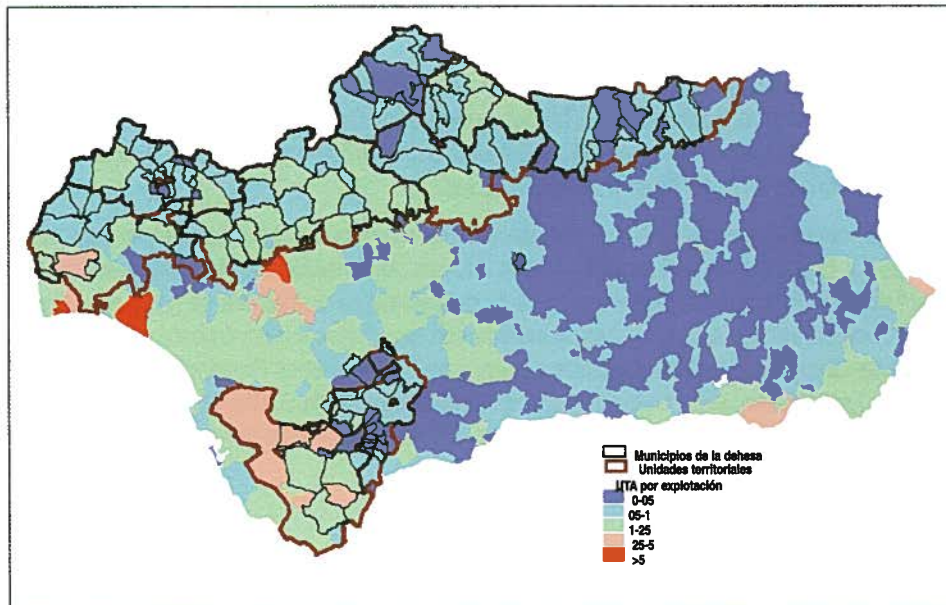 Municipios de la dehesa
Unidades territoriales
UTA por explotación
0-05
05-1
1-25
25-5
>5